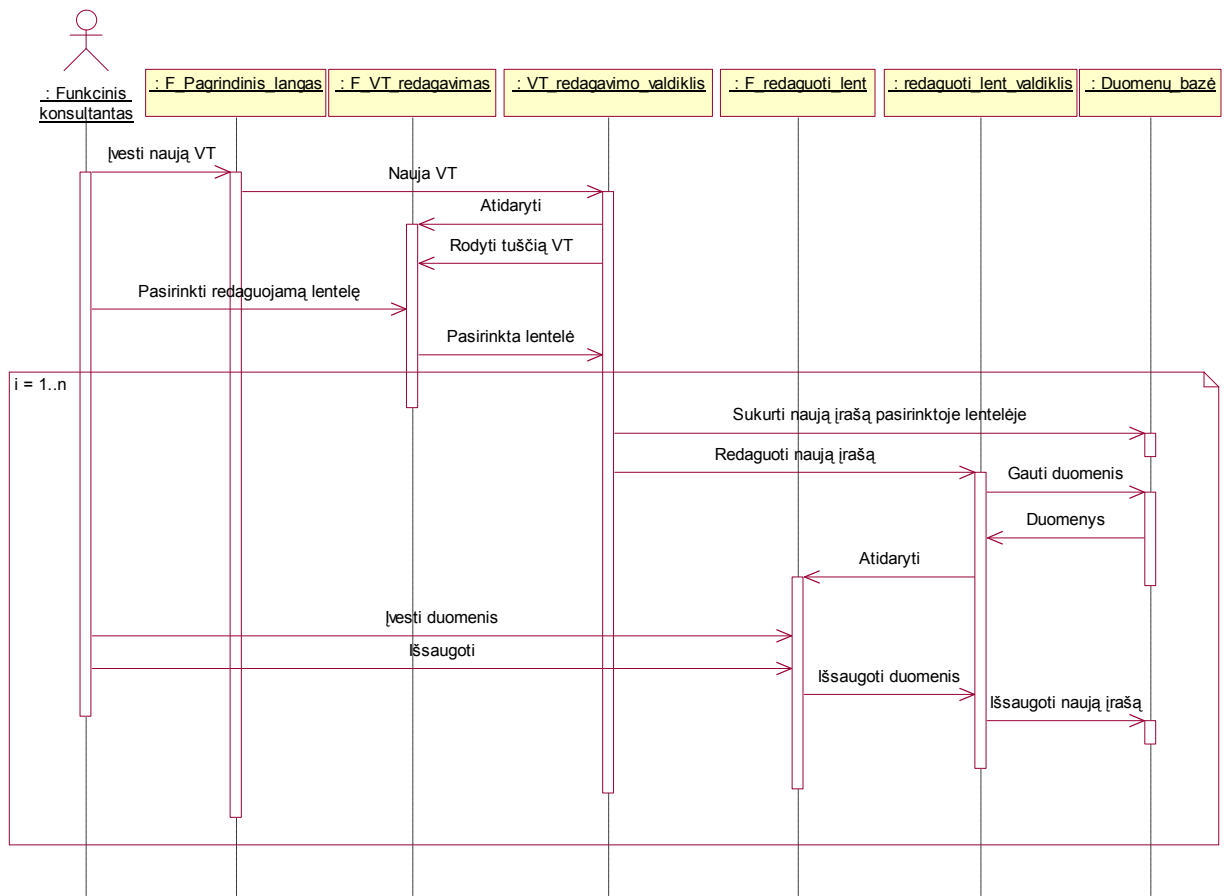 : Funkcinis
konsultantas
: F_Pagrindinis_langas
: F_VT_redagavimas
: VT_redagavimo_valdiklis
: F_redaguoti_lent
: redaguoti_lent_valdiklis
: Duomenų_bazė
Įvesti naują VT
Nauja VT
Atidaryti
Rodyti tuščią VT
Pasirinkti redaguojamą lentelę
Pasirinkta lentelė
i = 1..n
Sukurti naują įrašą pasirinktoje lentelėje
Redaguoti naują įrašą
Gauti duomenis
Duomenys
Atidaryti
Įvesti duomenis
Išsaugoti
Išsaugoti duomenis
Išsaugoti naują įrašą